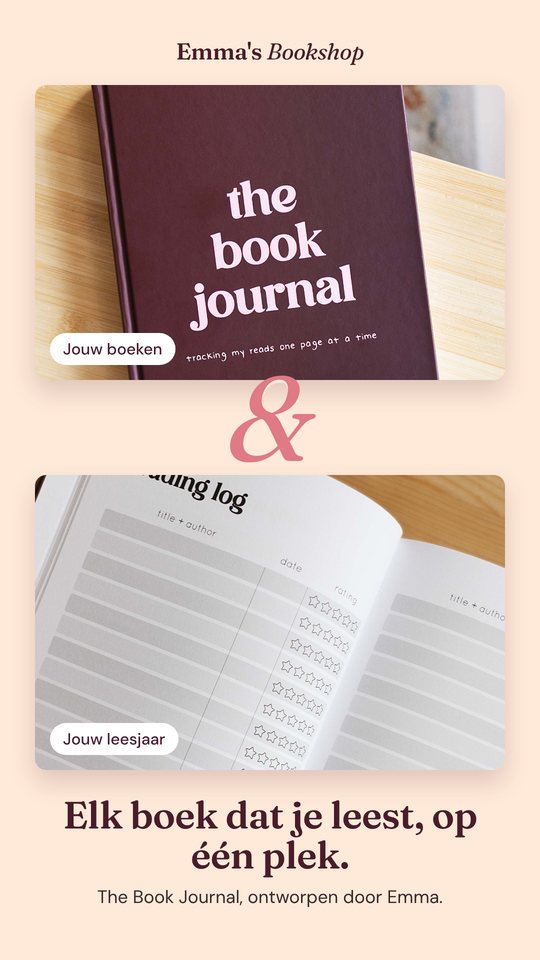 Emma's Bookshop
the
book
journal
tracking my reads one page at a time
Jouw boeken
&
log
title + author
date
rating
title +
Jouw leesjaar
Elk boek dat je leest, op
één plek.
The Book Journal, ontworpen door Emma.